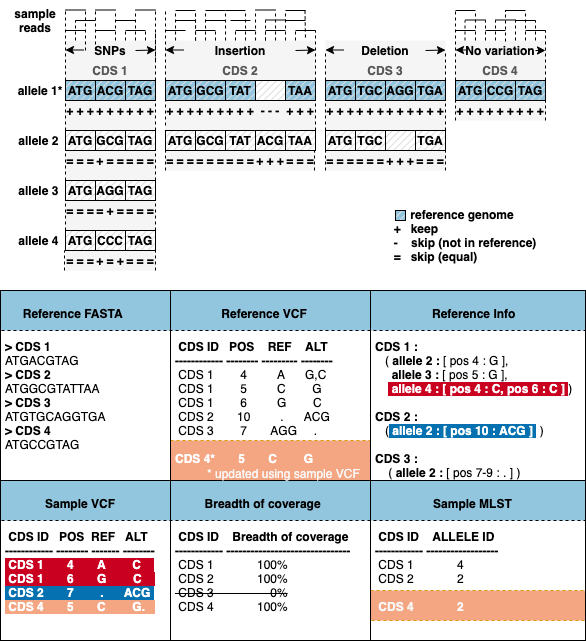 sample
reads
SNPs Insertion Deletion No variation
CDS 1 CDS 2 CDS 3 CDS 4
allele 1* ATG ACG TAG ATG GCG TAT TAA ATG TGC AGG TGA ATG CCG TAG
+++++++++ +++++++++---+++ ++++++++++++ +++++++++
allele 2 ATG GCG TAG ATG GCG TAT ACG TAA ATG TGC TGA
===+===== =========+++=== ======+++===
allele 3 ATG AGG TAG
====+====
allele 4 ATG CCC TAG
===+=+===
reference genome
+ keep
- skip (not in reference)
= skip (equal)
Reference FASTA
> CDS 1
ATGACGTAG
> CDS 2
ATGGCGTATTAA
> CDS 3
ATGTGCAGGTGA
> CDS 4
ATGCCGTAG
Reference VCF
CDS ID POS REF ALT
CDS 1 4 A G,C
CDS 1 5 C G
CDS 1 6 G C
CDS 2 10 . ACG
CDS 3 7 AGG .
CDS 4* 5 C G
* updated using sample VCF
Reference Info
CDS 1 :
( allele 2 : [ pos 4 : G ],
allele 3 : [ pos 5 : G ],
allele 4 : [ pos 4 : C, pos 6 : C ])
CDS 2 :
(allele 2 : [ pos 10 : ACG ] )
CDS 3 :
( allele 2 : [ pos 7-9 : . ] )
Sample VCF
CDS ID POS REF ALT
CDS 1 4 A C
CDS 1 6 G C
CDS 2 7 . ACG
CDS 4 5 C G.
Breadth of coverage
CDS ID Breadth of coverage
CDS 1 100%
CDS 2 100%
CDS 3 0%
CDS 4 100%
Sample MLST
CDS ID ALLELE ID
CDS 1 4
CDS 2 2
CDS 4 2